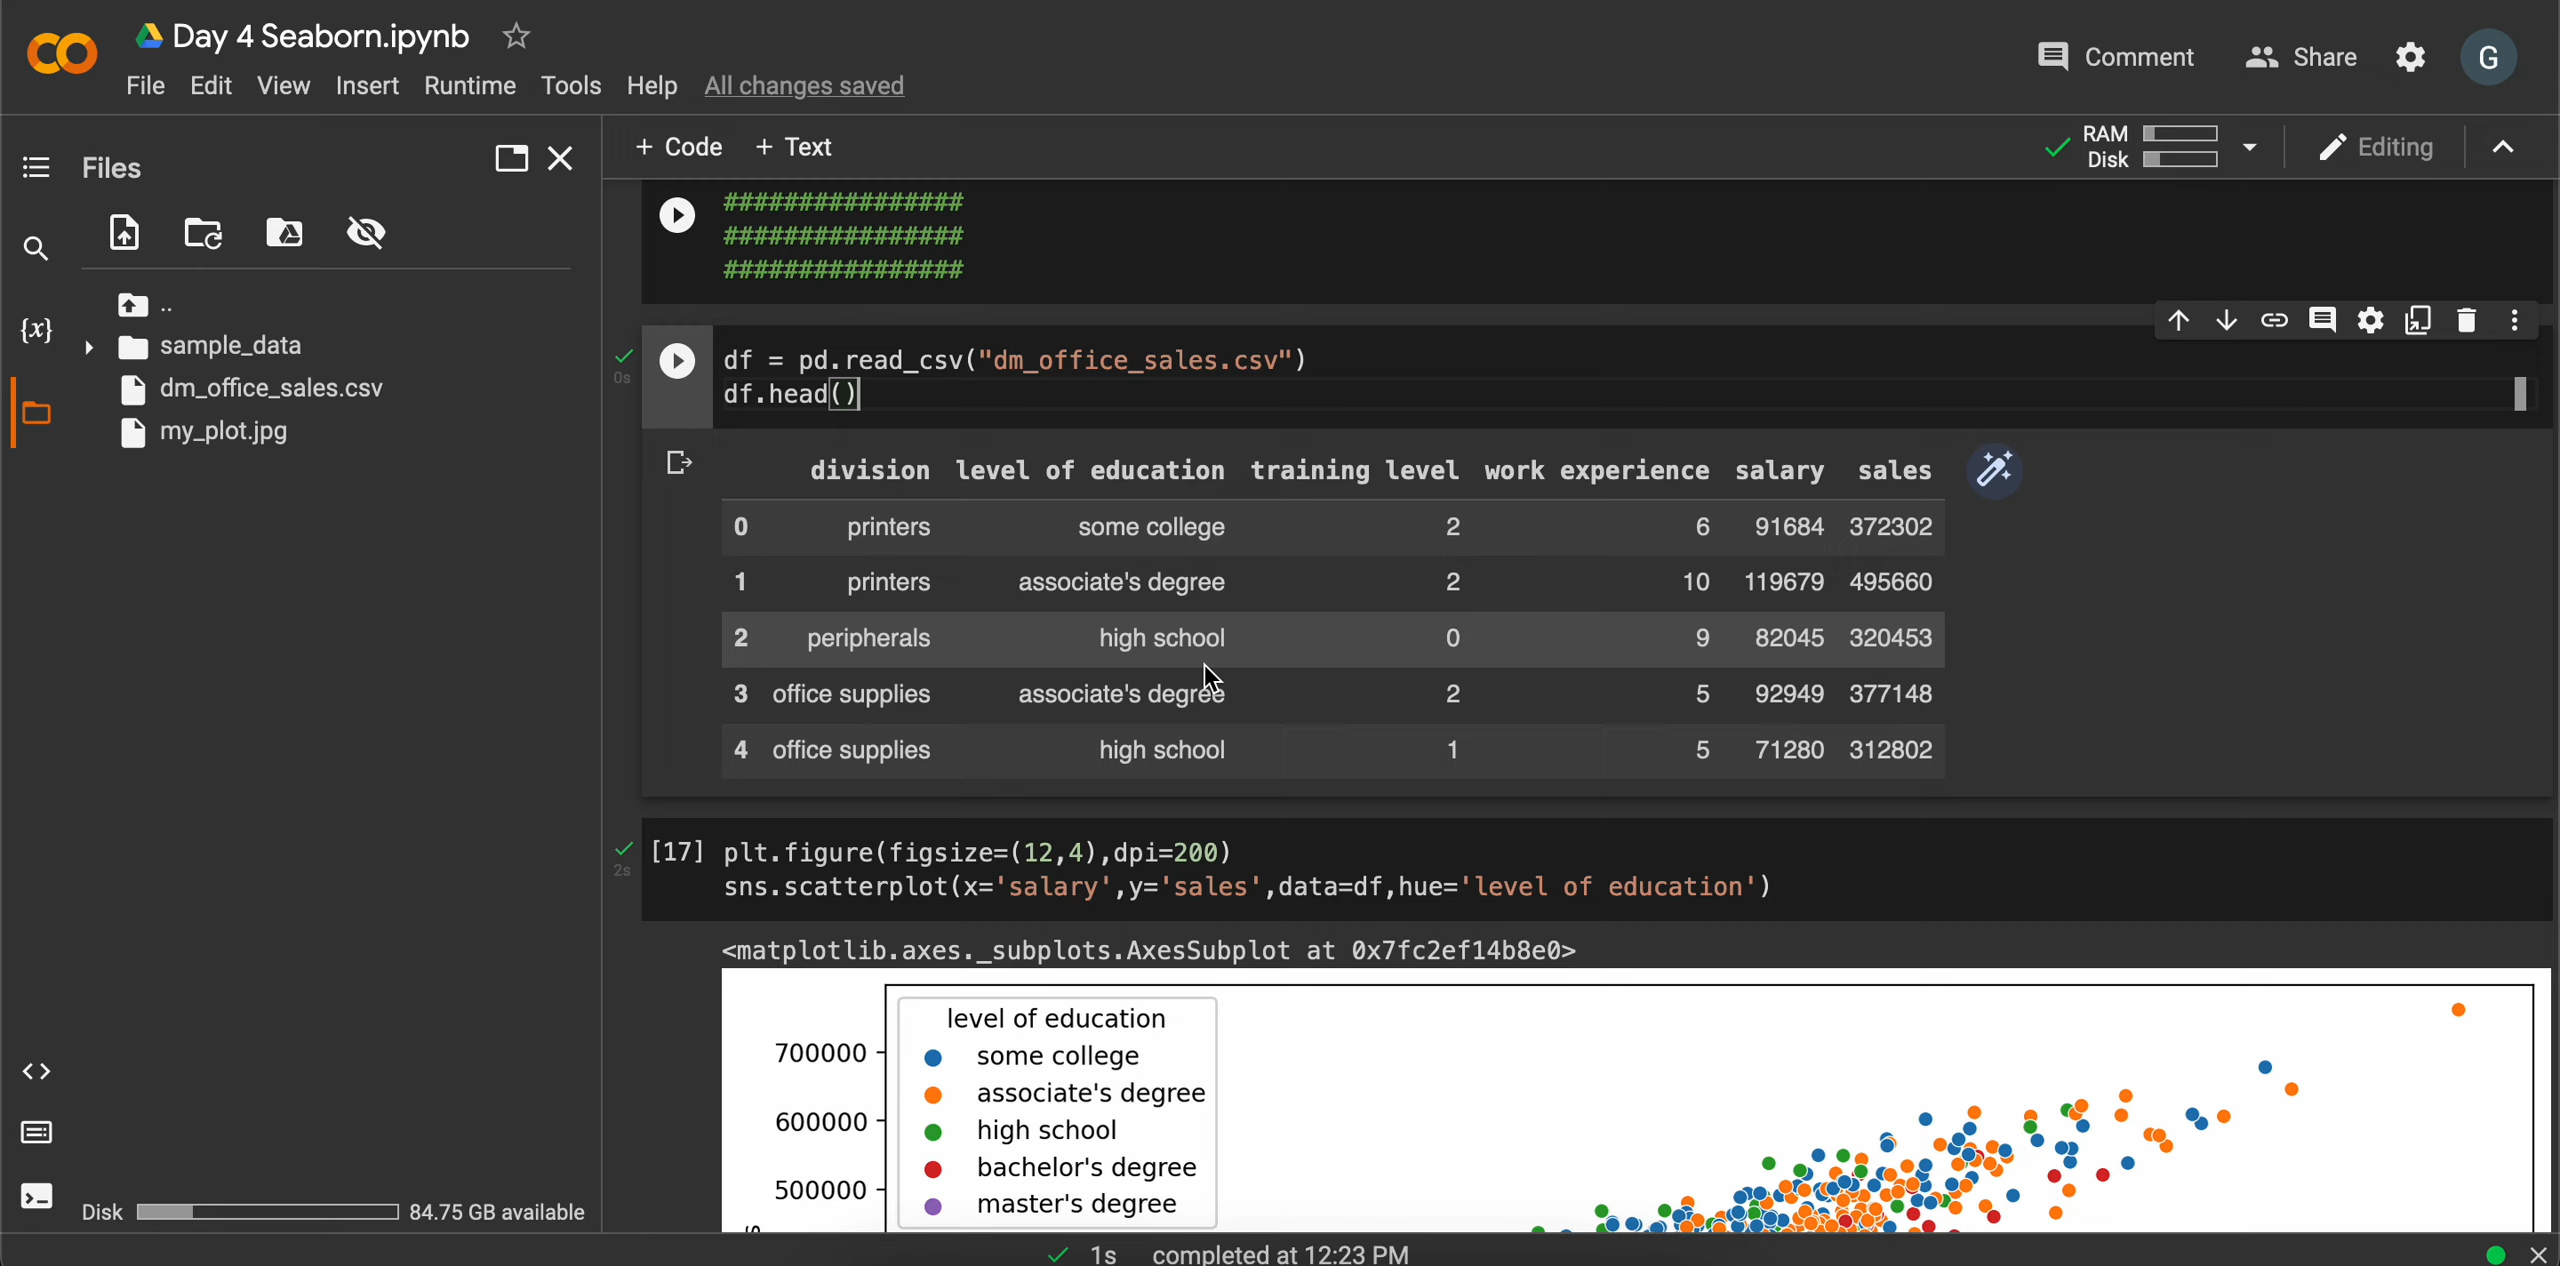 Day 4 Seaborn.ipynb
File Edit View Insert Runtime Tools Help All changes saved
Comment Share G
Files
+ Code + Text
RAM
Disk
Editing
..
sample_data
dm_office_sales.csv
my_plot.jpg
{x}
<>
Disk 84.75 GB available
################
################
################
0s
df = pd.read_csv("dm_office_sales.csv")
df.head()
division level of education training level work experience salary sales
0 printers some college 2 6 91684 372302
1 printers associate's degree 2 10 119679 495660
2 peripherals high school 0 9 82045 320453
3 office supplies associate's degree 2 5 92949 377148
4 office supplies high school 1 5 71280 312802
2s
[17] plt.figure(figsize=(12,4),dpi=200)
sns.scatterplot(x='salary',y='sales',data=df,hue='level of education')
<matplotlib.axes._subplots.AxesSubplot at 0x7fc2ef14b8e0>
level of education
some college
associate's degree
high school
bachelor's degree
master's degree
700000
600000
500000
1s completed at 12:23 PM